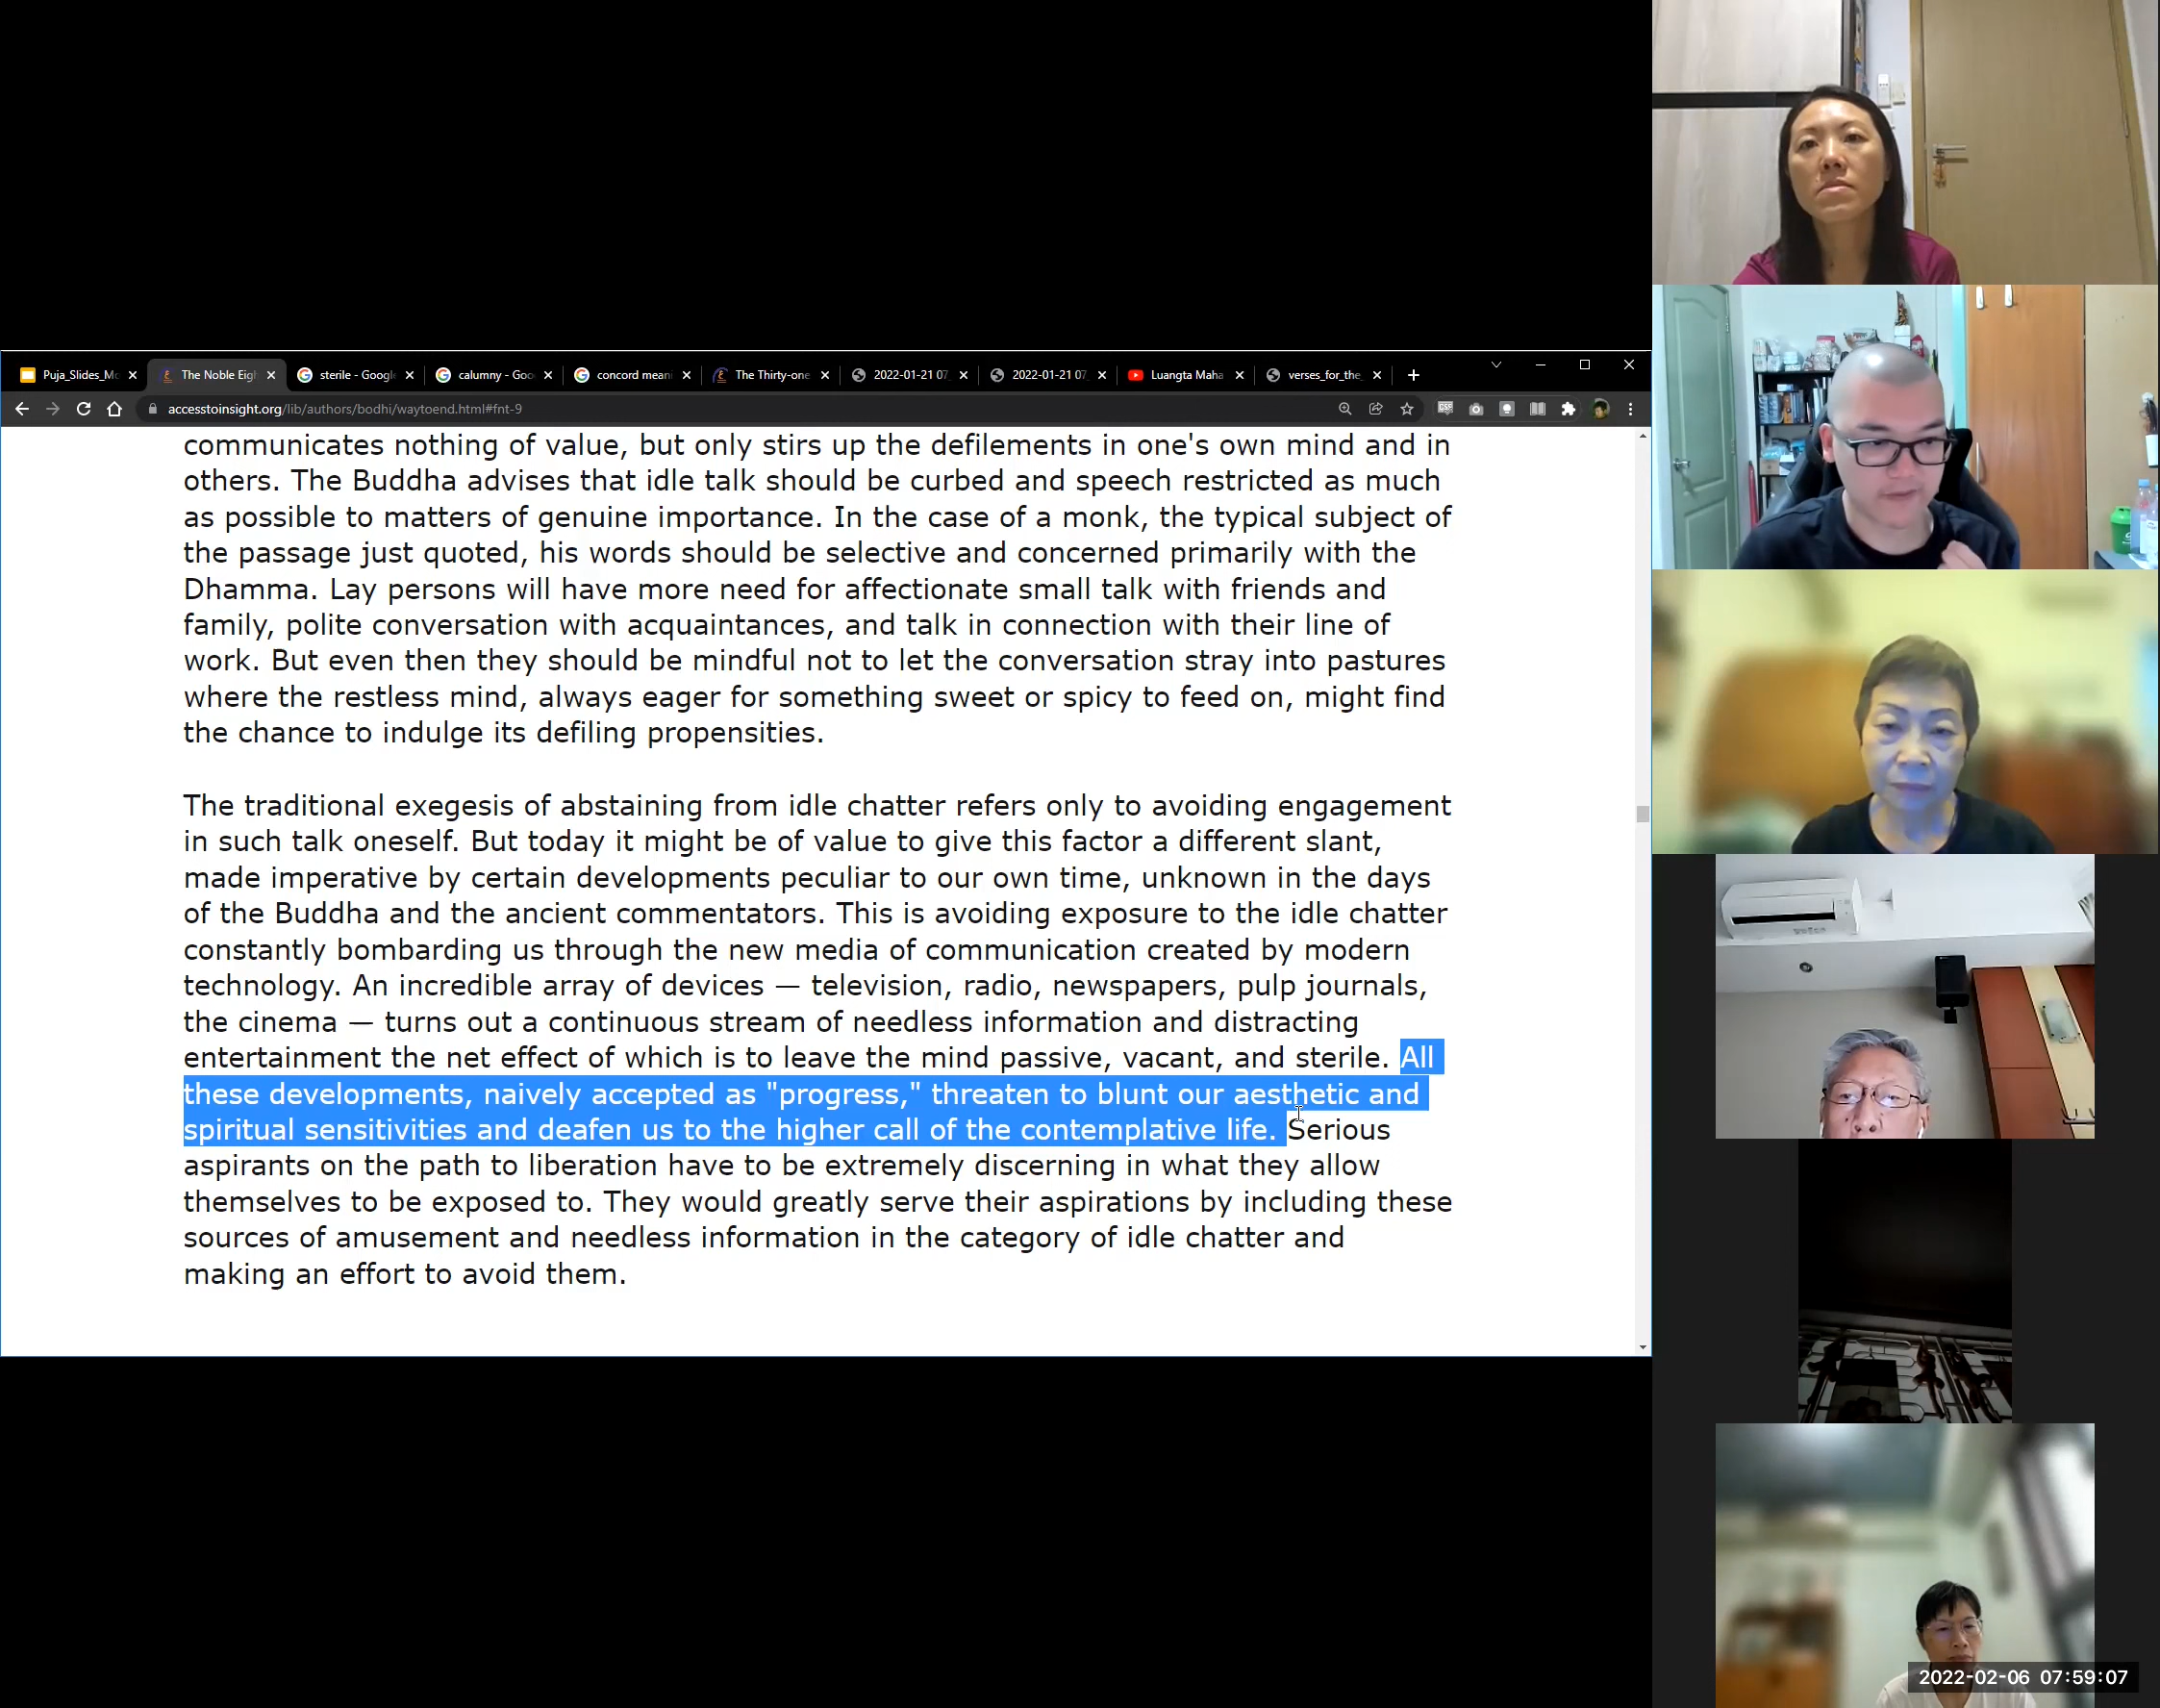 Puja_Slides_Mo
The Noble Eigh
sterile - Google
calumny - Goo
concord meani
The Thirty-one
2022-01-21 07
2022-01-21 07
Luangta Maha
verses_for_the_
accesstoinsight.org/lib/authors/bodhi/waytoend.html#fnt-9
communicates nothing of value, but only stirs up the defilements in one's own mind and in
others. The Buddha advises that idle talk should be curbed and speech restricted as much
as possible to matters of genuine importance. In the case of a monk, the typical subject of
the passage just quoted, his words should be selective and concerned primarily with the
Dhamma. Lay persons will have more need for affectionate small talk with friends and
family, polite conversation with acquaintances, and talk in connection with their line of
work. But even then they should be mindful not to let the conversation stray into pastures
where the restless mind, always eager for something sweet or spicy to feed on, might find
the chance to indulge its defiling propensities.
The traditional exegesis of abstaining from idle chatter refers only to avoiding engagement
in such talk oneself. But today it might be of value to give this factor a different slant,
made imperative by certain developments peculiar to our own time, unknown in the days
of the Buddha and the ancient commentators. This is avoiding exposure to the idle chatter
constantly bombarding us through the new media of communication created by modern
technology. An incredible array of devices — television, radio, newspapers, pulp journals,
the cinema — turns out a continuous stream of needless information and distracting
entertainment the net effect of which is to leave the mind passive, vacant, and sterile. All
these developments, naively accepted as "progress," threaten to blunt our aesthetic and
spiritual sensitivities and deafen us to the higher call of the contemplative life. Serious
aspirants on the path to liberation have to be extremely discerning in what they allow
themselves to be exposed to. They would greatly serve their aspirations by including these
sources of amusement and needless information in the category of idle chatter and
making an effort to avoid them.
2022-02-06 07:59:07